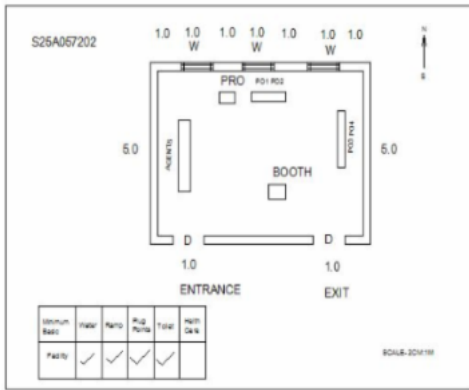 S25A057202
1.0 1.0 1.0 1.0 1.0 1.0 1.0
W W W
N
S
PRO PO1 PO2
AGENTS
PO3 PO4
5.0 5.0
BOOTH
D D
1.0 1.0
ENTRANCE EXIT
Minimum Basic Water Ramp Plug Points Toilet
Facility ✓ ✓ ✓ ✓
SCALE-2CM:1M